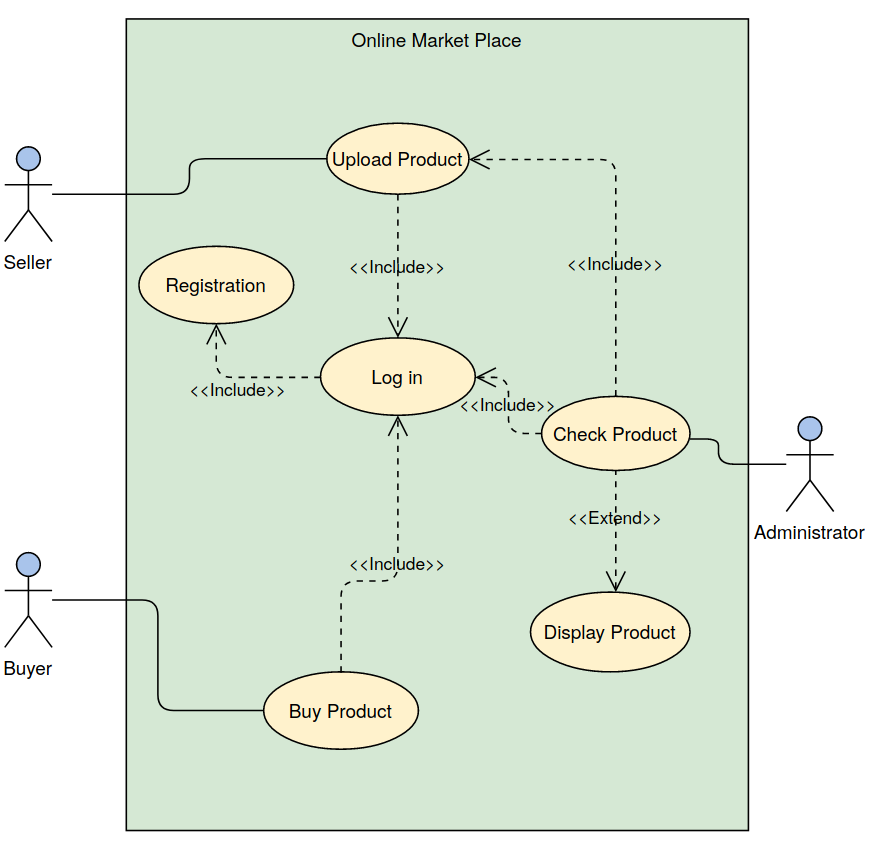 Online Market Place
Upload Product
Seller
<<Include>>
<<Include>>
Registration
Log in
<<Include>>
<<Include>>
Check Product
<<Extend>>
Administrator
<<Include>>
Display Product
Buyer
Buy Product